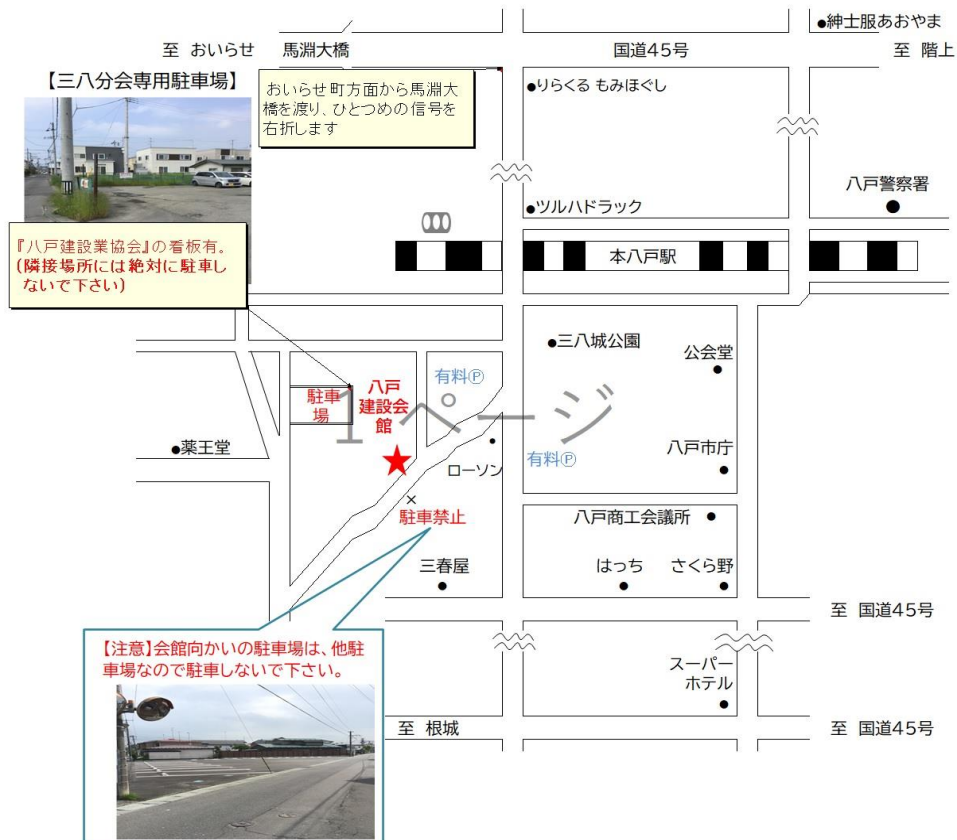 ●紳士服あおやま
至 おいらせ 馬淵大橋 国道45号 至 階上
【三八分会専用駐車場】
おいらせ町方面から馬淵大
橋を渡り、ひとつめの信号を
右折します
●りらくる もみほぐし
八戸警察署
●ツルハドラック
『八戸建設業協会』の看板有。
(隣接場所には絶対に駐車し
ないで下さい)
本八戸駅
●三八城公園
公会堂
有料Ⓟ
駐車
場
八戸
建設会
館
1 ページ
●薬王堂
ローソン
有料Ⓟ
八戸市庁
×
駐車禁止
八戸商工会議所 ●
三春屋
はっち
さくら野
至 国道45号
【注意】会館向かいの駐車場は、他駐
車場なので駐車しないで下さい。
スーパー
ホテル
至 根城
至 国道45号